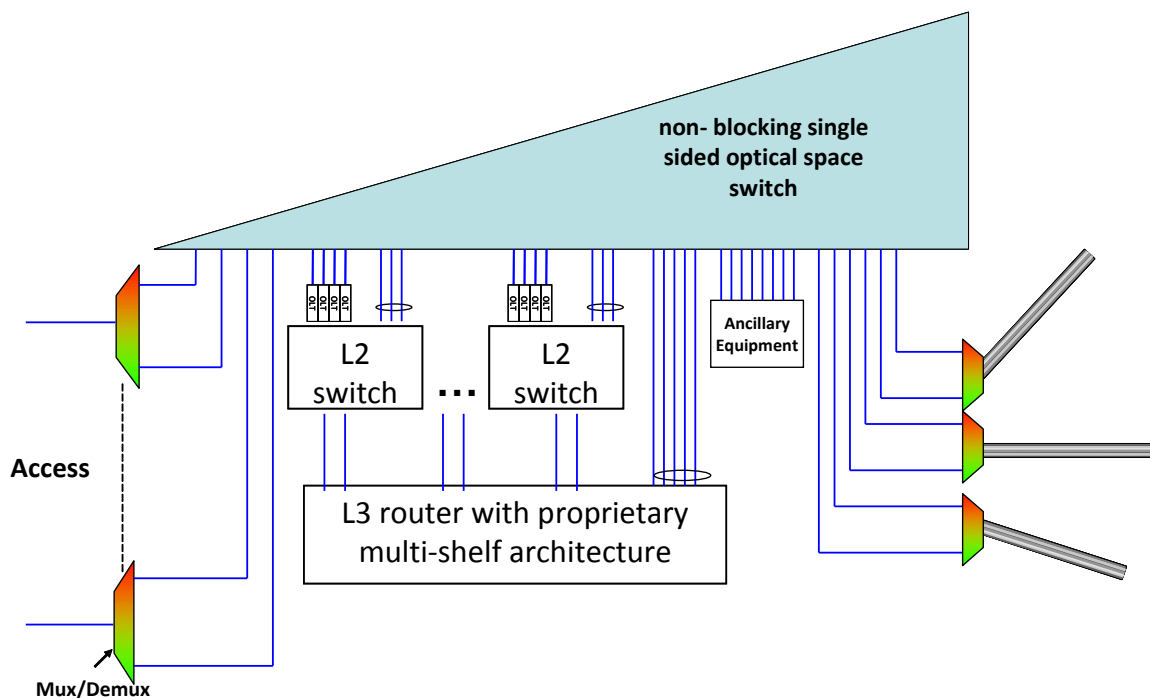 non- blocking single
sided optical space
switch
OLT
OLT
OLT
OLT
OLT
OLT
OLT
OLT
L2
switch
...
L2
switch
Ancillary
Equipment
Access
L3 router with proprietary
multi-shelf architecture
Mux/Demux